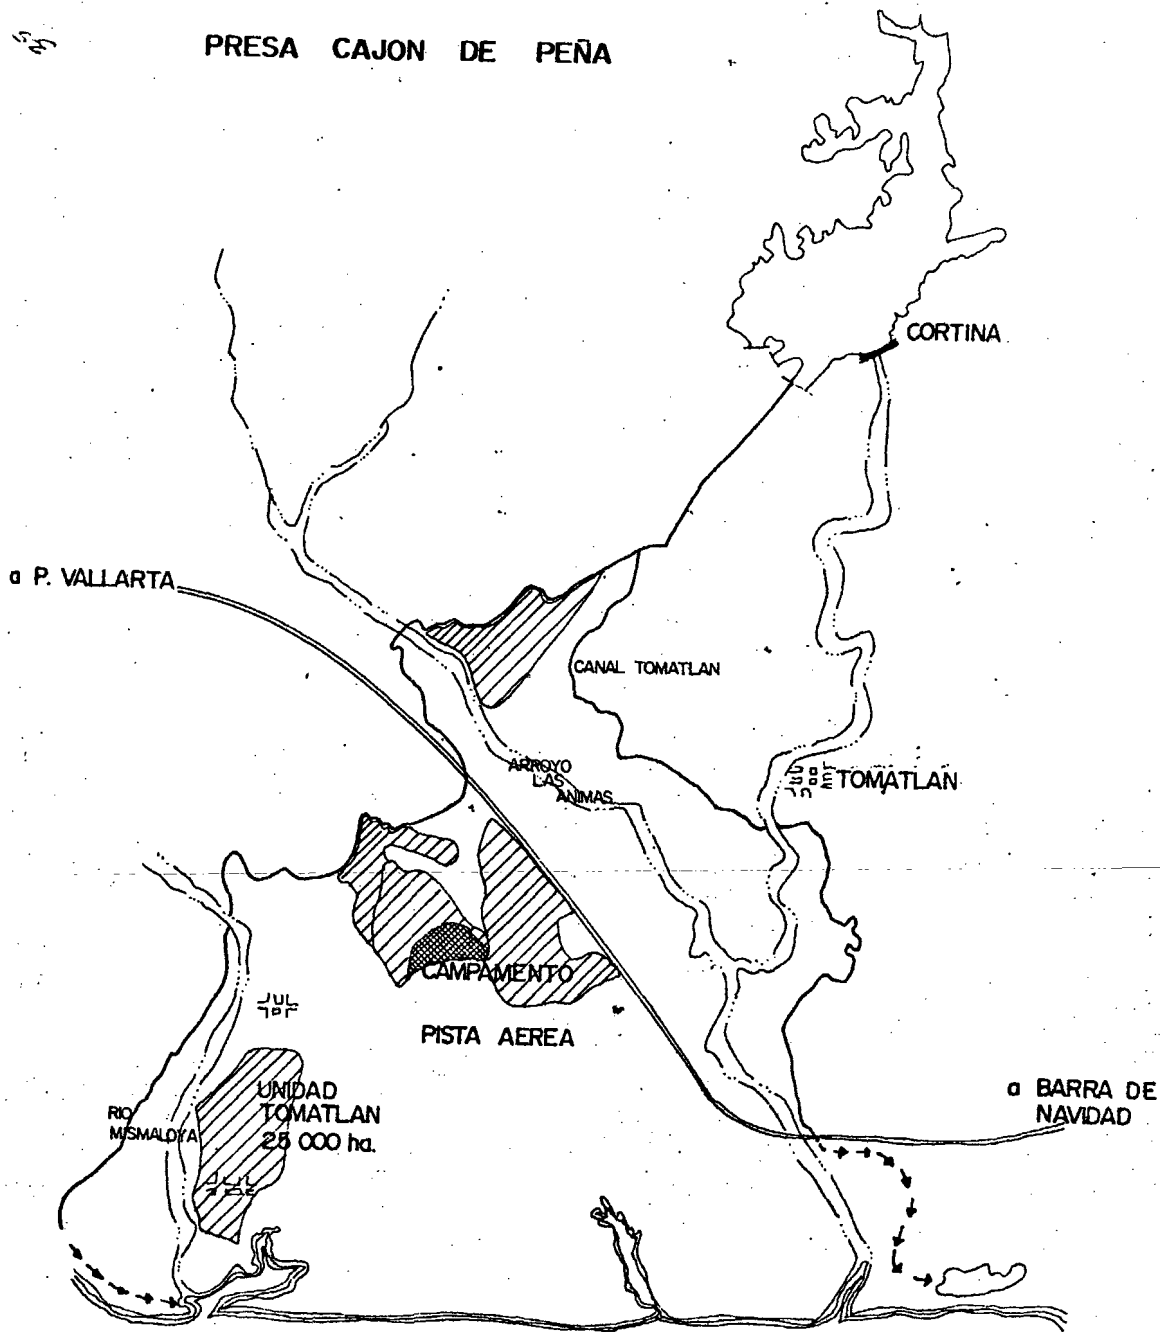 PRESA CAJON DE PEÑA
CORTINA
a P. VALLARTA
CANAL TOMATLAN
ARROYO
LAS
ANIMAS
TOMATLAN
CAMPAMENTO
PISTA AEREA
UNIDAD
TOMATLAN
25 000 ha.
RIO
MISMALOYA
a BARRA DE
NAVIDAD